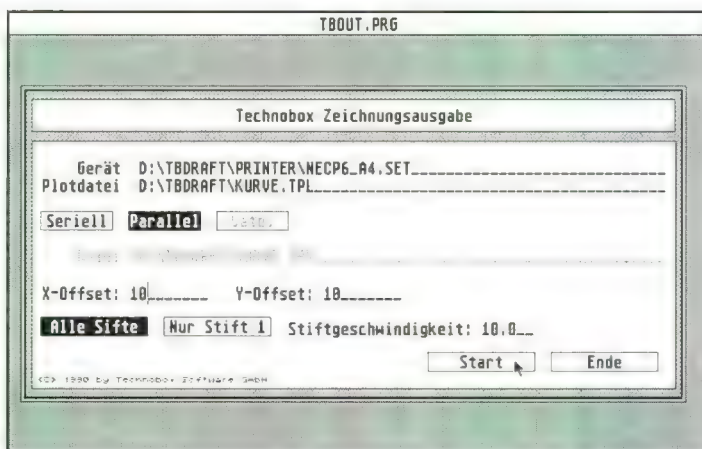 TBOUT.PRG
Technobox Zeichnungsausgabe
Gerät D:\TBDRAFT\PRINTER\NECP6_A4.SET
Plotdatei D:\TBDRAFT\KURVE.TPL
Seriell Parallel
X-Offset: 10 Y-Offset: 10
Alle Sifte Nur Stift 1 Stiftgeschwindigkeit: 10.0
Start Ende
(C) 1990 by Technobox Software GmbH